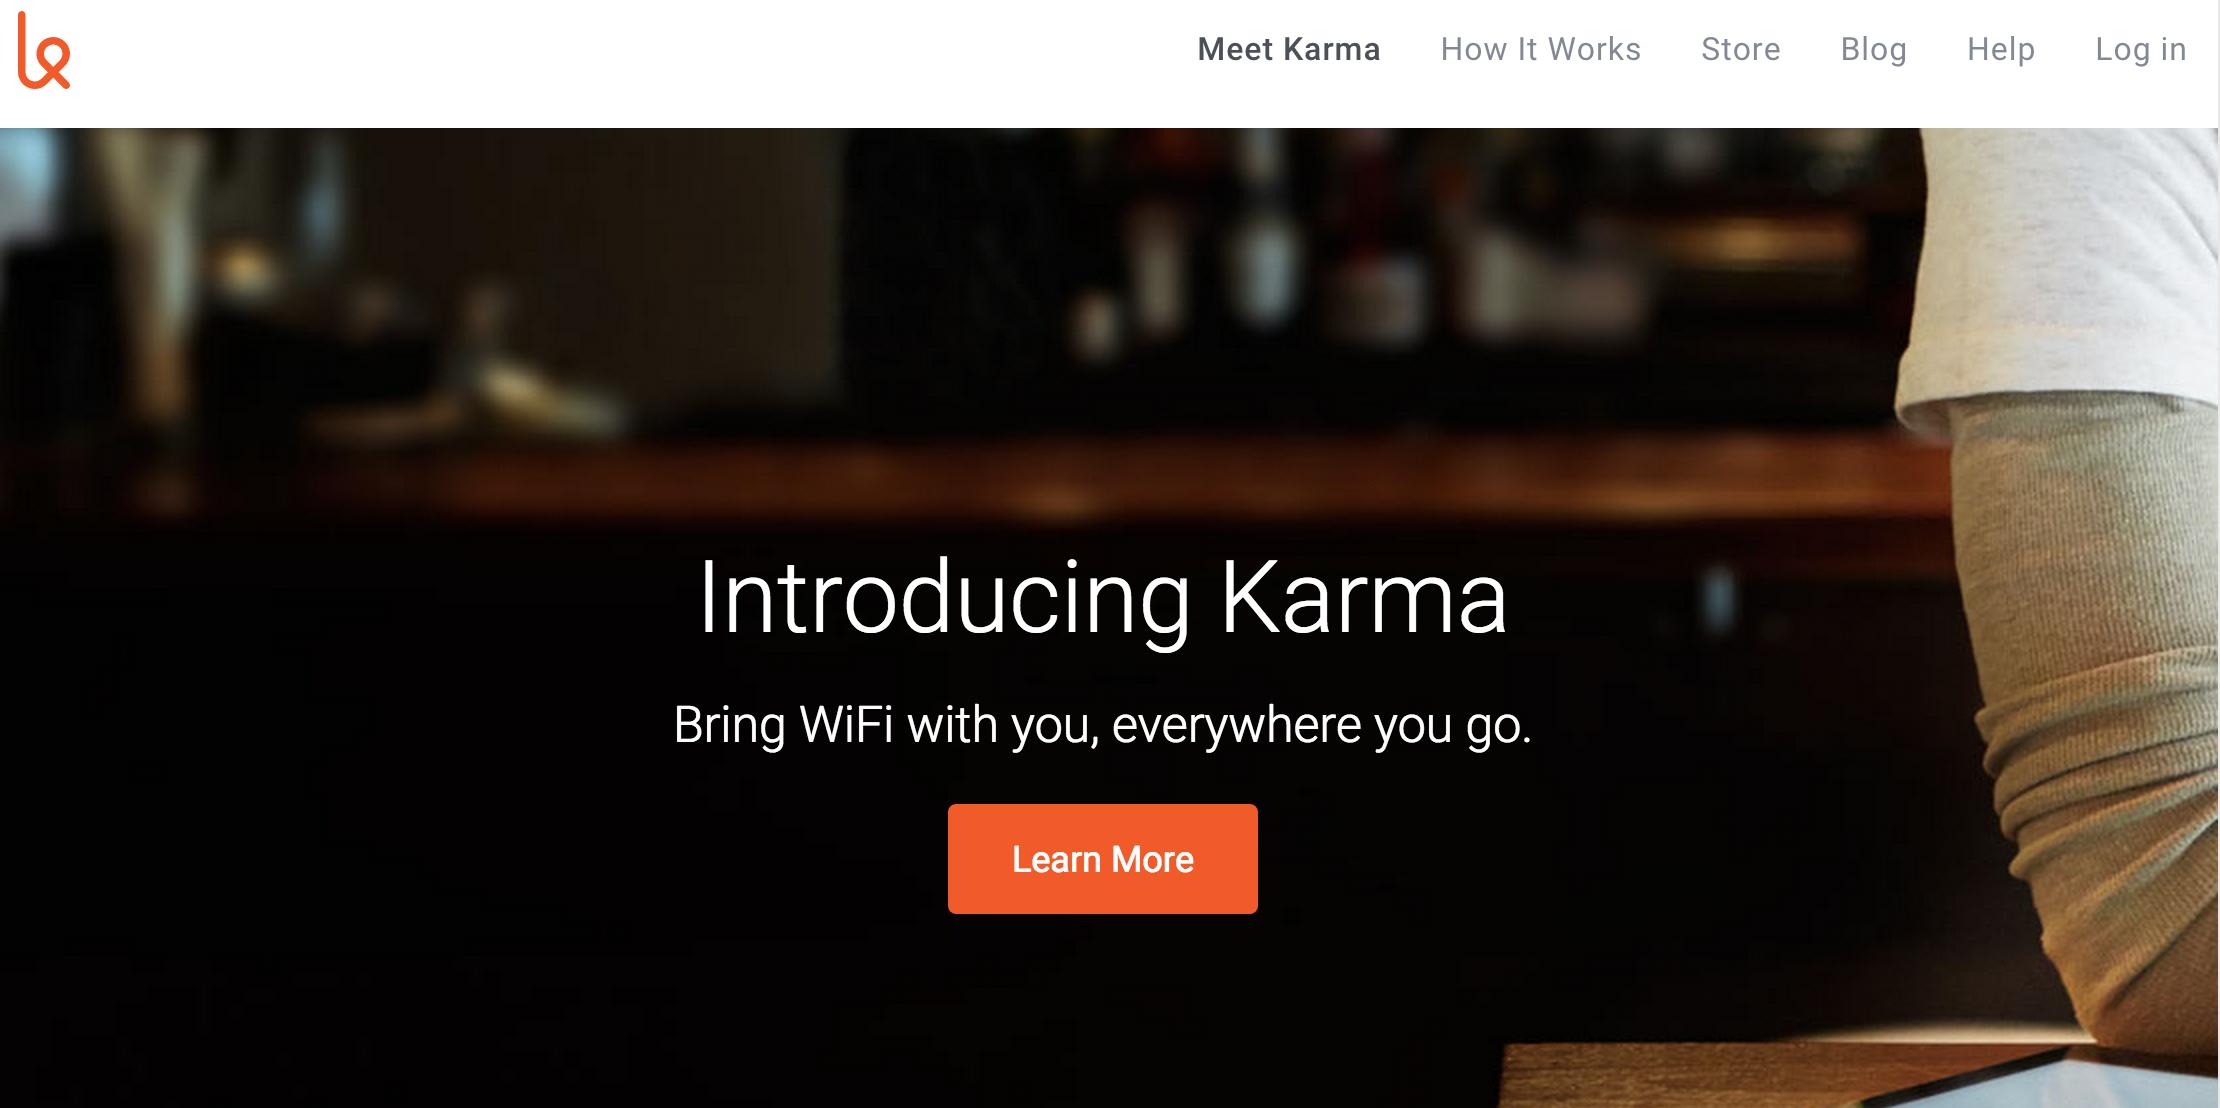 Meet Karma How It Works Store Blog Help Log in
Introducing Karma
Bring WiFi with you, everywhere you go.
Learn More